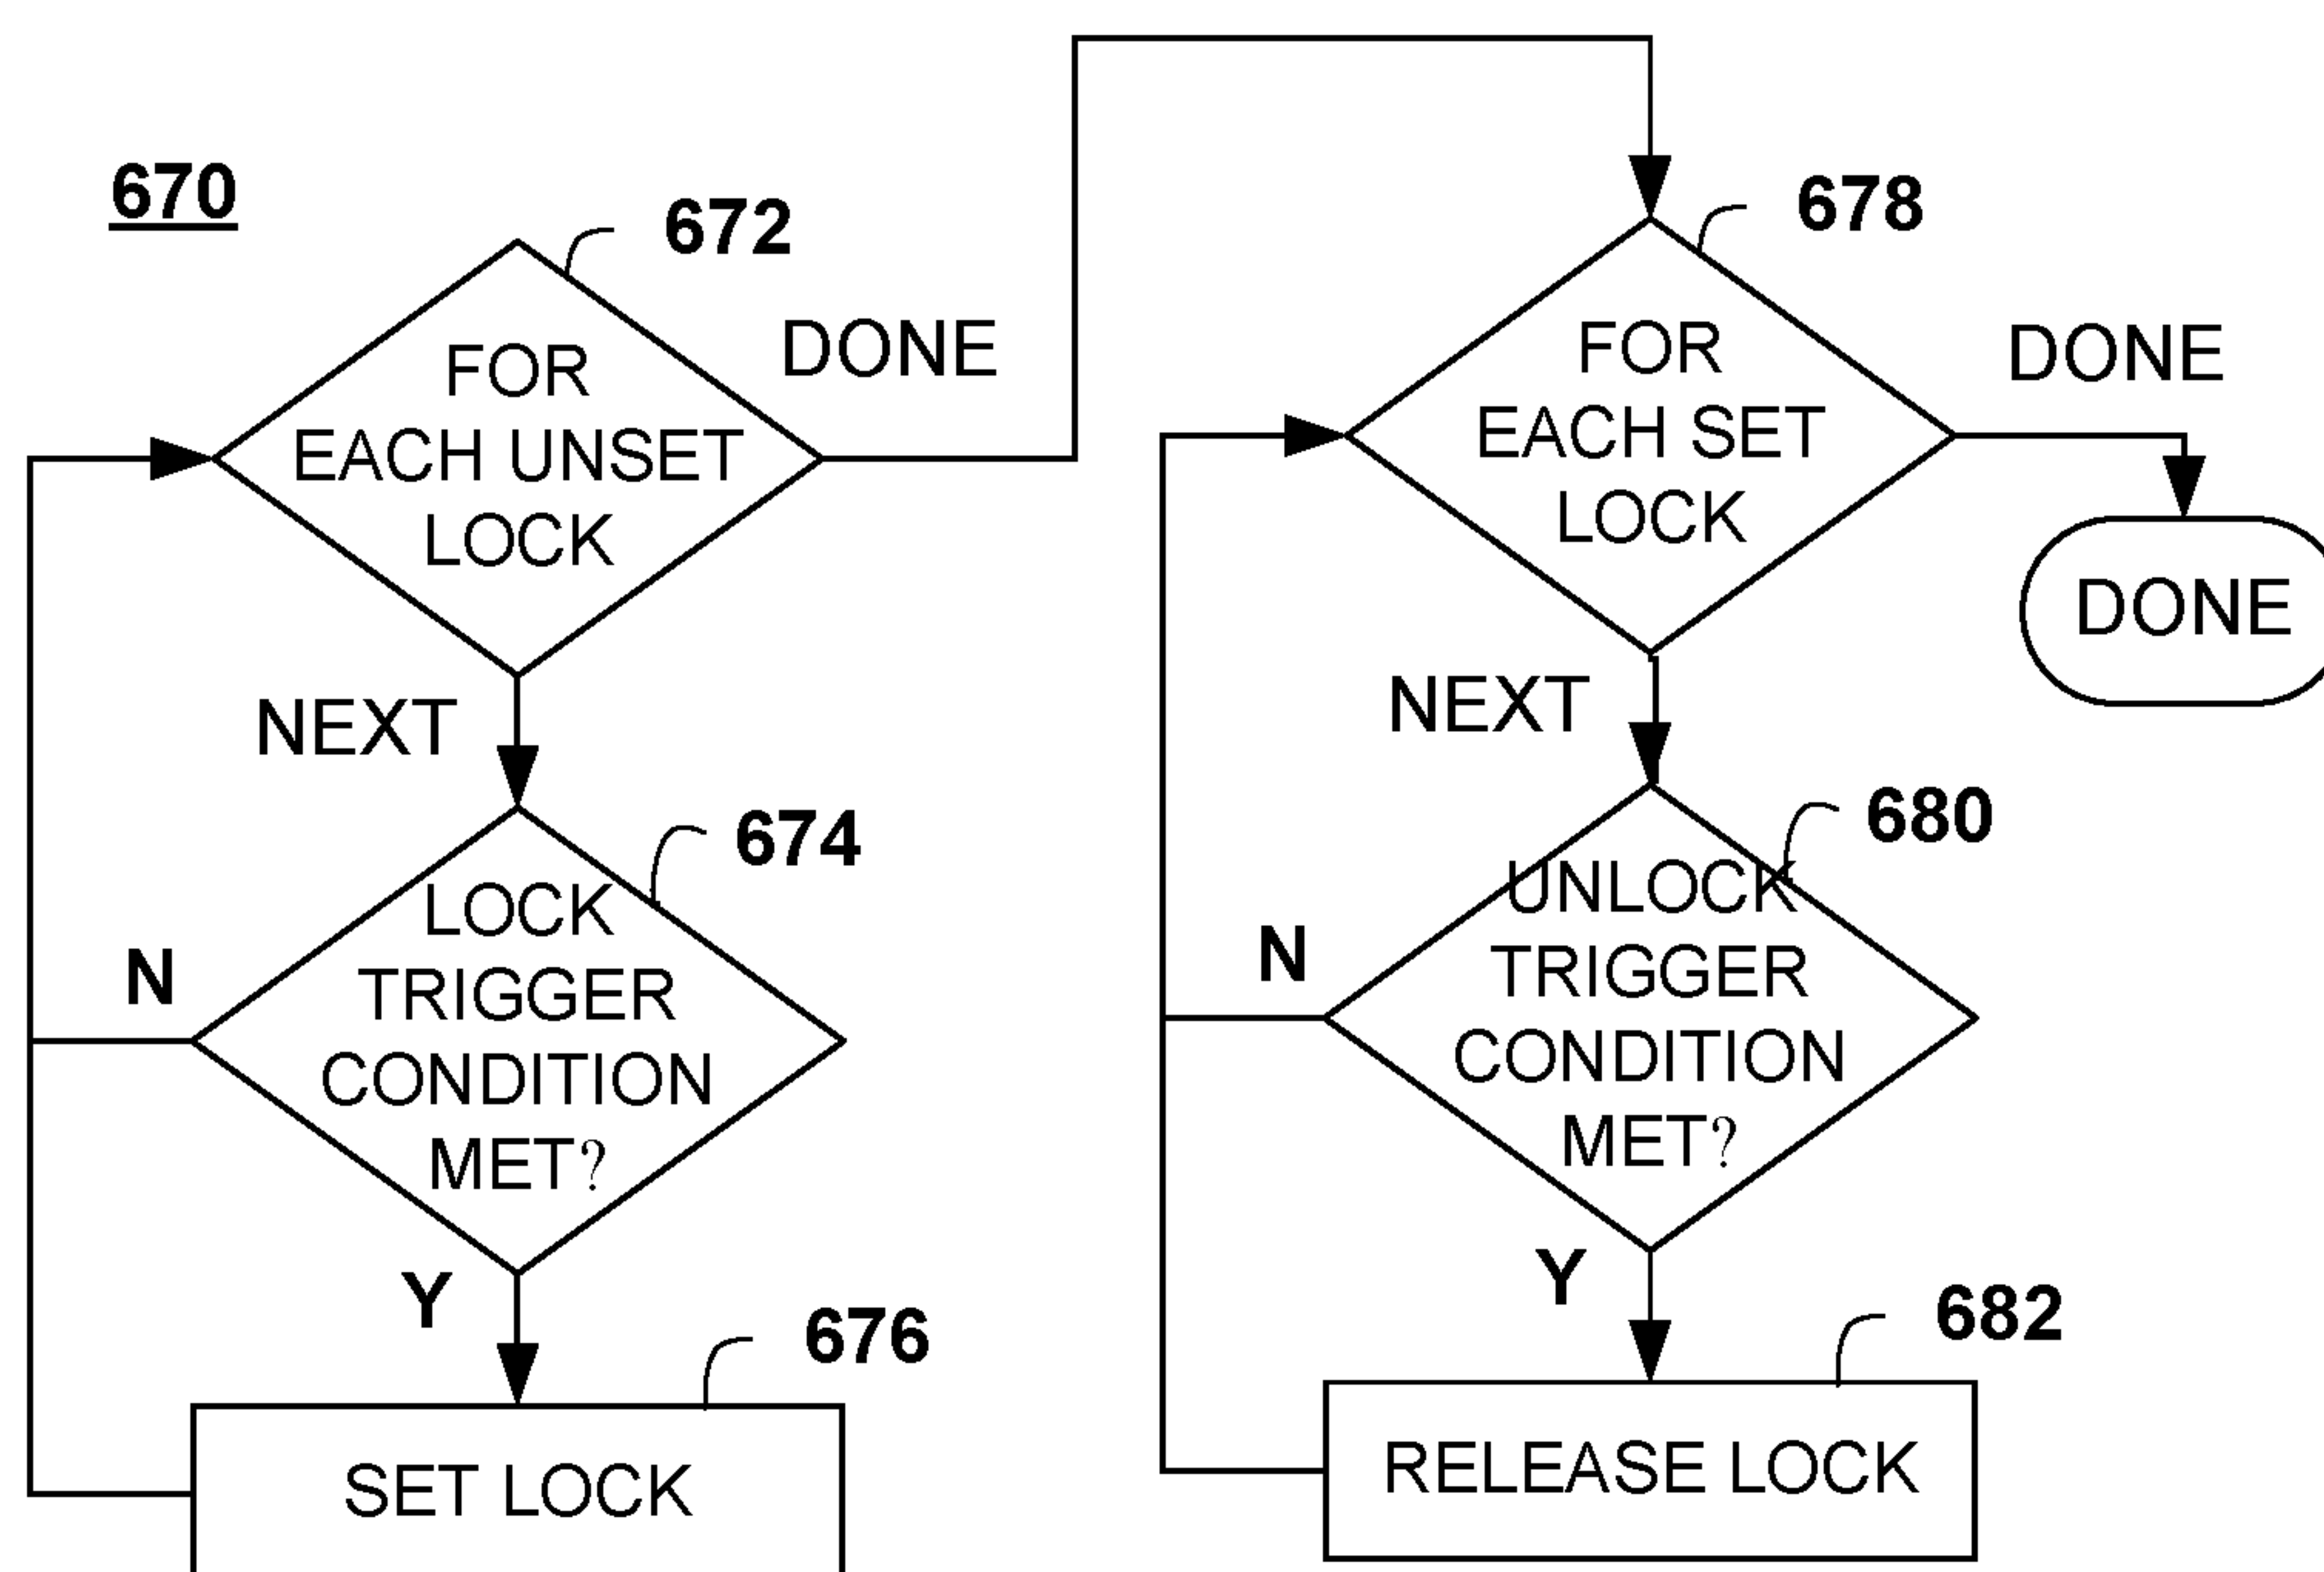 670
672
FOR
EACH UNSET
LOCK
DONE
NEXT
674
LOCK
TRIGGER
CONDITION
MET?
N
Y
676
SET LOCK
678
FOR
EACH SET
LOCK
DONE
DONE
NEXT
680
UNLOCK
TRIGGER
CONDITION
MET?
N
Y
682
RELEASE LOCK